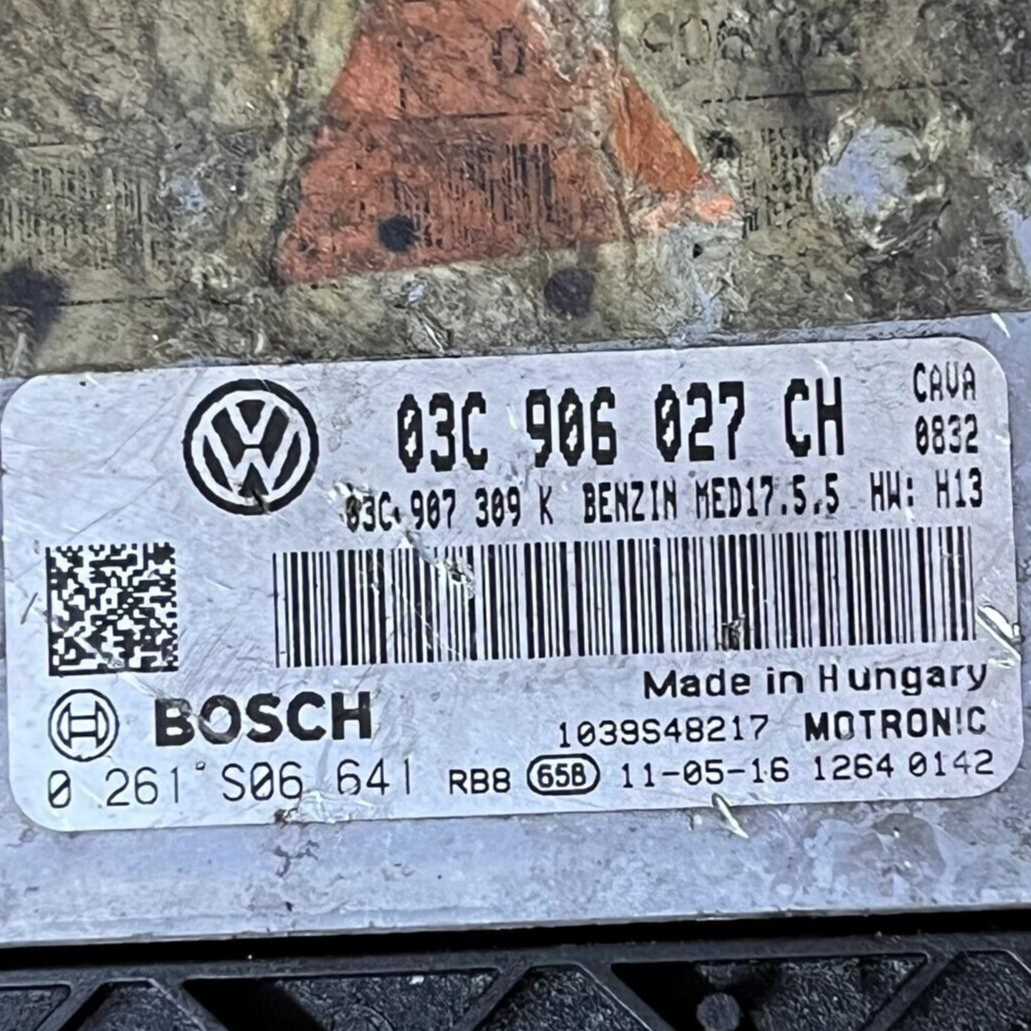 03C 906 027 CH CAVA
0832
03C 907 309 K BENZIN MED17.5.5 HW: H13
Made in Hungary
BOSCH 1039S48217 MOTRONIC
0 261 S06 641 RB8 65B 11-05-16 1264 0142